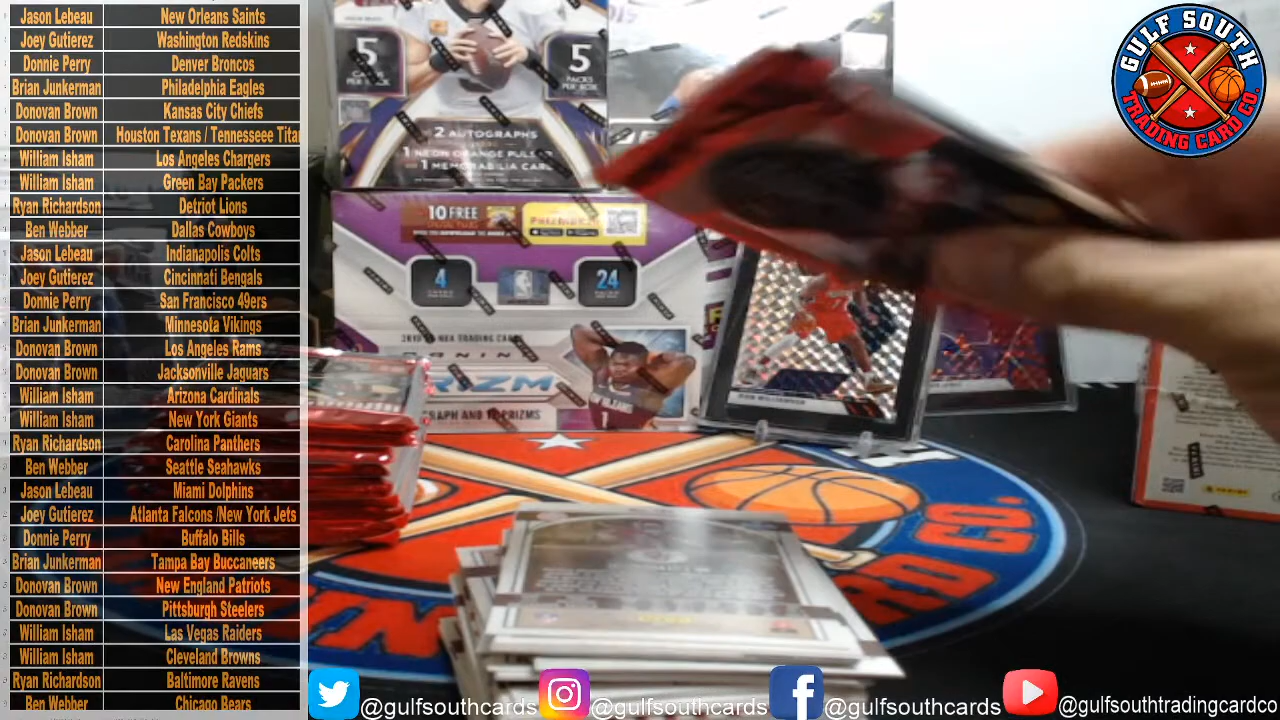 Jason Lebeau New Orleans Saints
Joey Gutierez Washington Redskins
Donnie Perry Denver Broncos
Brian Junkerman Philadelphia Eagles
Donovan Brown Kansas City Chiefs
Donovan Brown Houston Texans / Tennesseee Titan
William Isham Los Angeles Chargers
William Isham Green Bay Packers
Ryan Richardson Detriot Lions
Ben Webber Dallas Cowboys
Jason Lebeau Indianapolis Colts
Joey Gutierez Cincinnati Bengals
Donnie Perry San Francisco 49ers
Brian Junkerman Minnesota Vikings
Donovan Brown Los Angeles Rams
Donovan Brown Jacksonville Jaguars
William Isham Arizona Cardinals
William Isham New York Giants
Ryan Richardson Carolina Panthers
Ben Webber Seattle Seahawks
Jason Lebeau Miami Dolphins
Joey Gutierez Atlanta Falcons /New York Jets
Donnie Perry Buffalo Bills
Brian Junkerman Tampa Bay Buccaneers
Donovan Brown New England Patriots
Donovan Brown Pittsburgh Steelers
William Isham Las Vegas Raiders
William Isham Cleveland Browns
Ryan Richardson Baltimore Ravens
Ben Webber Chicago Bears
5
5
2 AUTOGRAPHS
1 NEON ORANGE PULSAR
1 MEMORABILIA CARD
10 FREE
4
24
PANINI
RIZM
GRAPH AND 12 PRIZMS
GULF SOUTH
TRADING CARD CO.
CO.
@gulfsouthcards
@gulfsouthcards
@gulfsouthcards
@gulfsouthtradingcardco